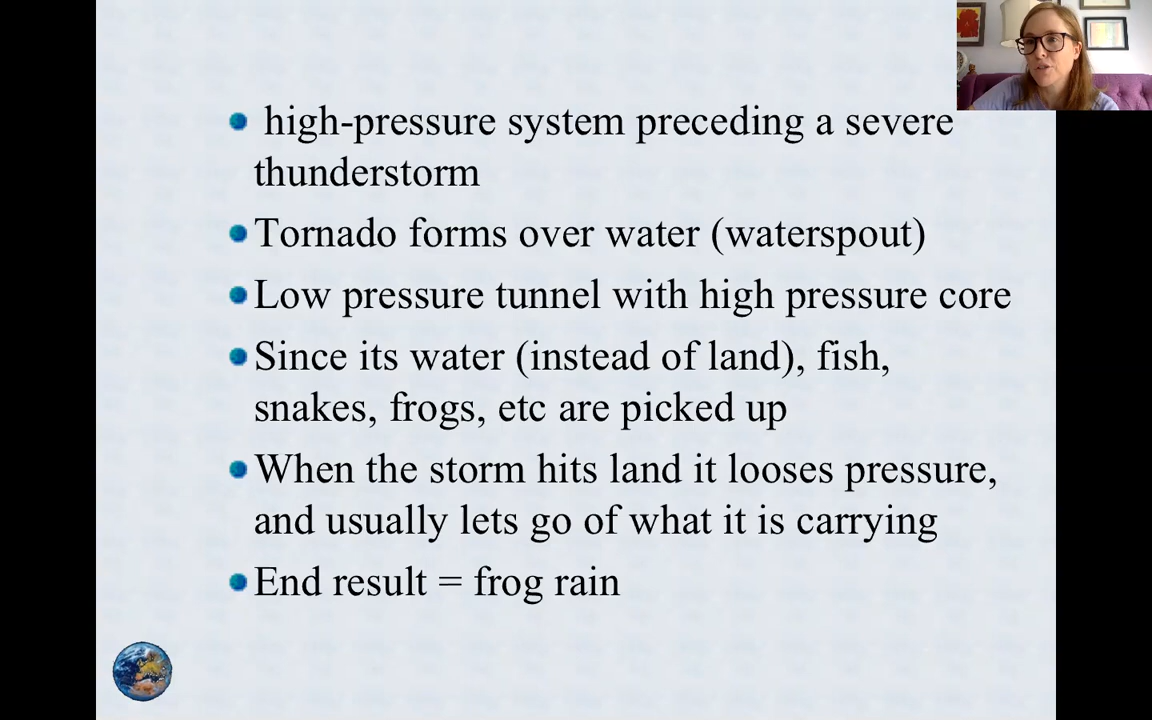 high-pressure system preceding a severe
thunderstorm
Tornado forms over water (waterspout)
Low pressure tunnel with high pressure core
Since its water (instead of land), fish,
snakes, frogs, etc are picked up
When the storm hits land it looses pressure,
and usually lets go of what it is carrying
End result = frog rain